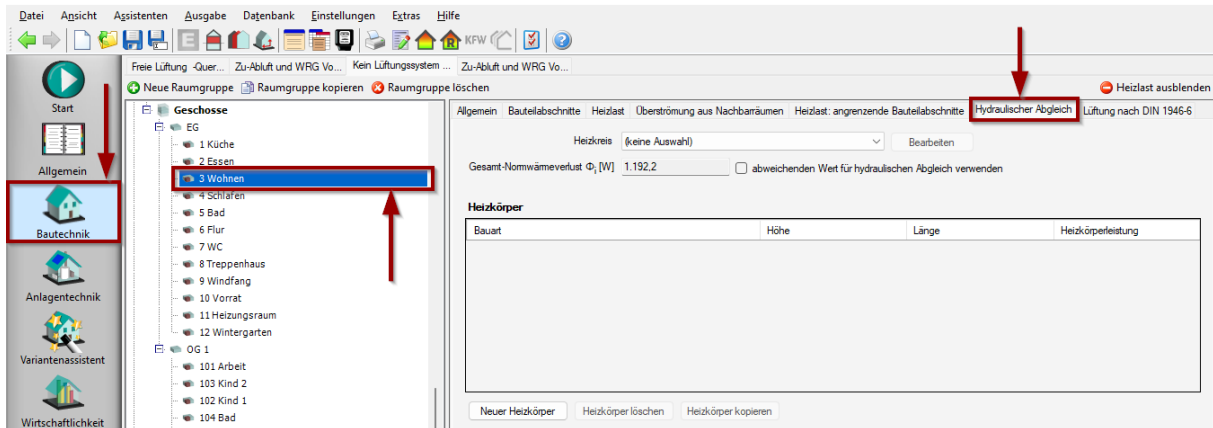 Datei Ansicht Assistenten Ausgabe Datenbank Einstellungen Extras Hilfe
KFW
Freie Lüftung -Quer... Zu-Abluft und WRG Vo... Kein Lüftungssystem ... Zu-Abluft und WRG Vo...
Neue Raumgruppe Raumgruppe kopieren Raumgruppe löschen Heizlast ausblenden
Start
Allgemein
Bautechnik
Anlagentechnik
Variantenassistent
Wirtschaftlichkeit
Geschosse
EG
1 Küche
2 Essen
3 Wohnen
4 Schlafen
5 Bad
6 Flur
7 WC
8 Treppenhaus
9 Windfang
10 Vorrat
11 Heizungsraum
12 Wintergarten
OG 1
101 Arbeit
103 Kind 2
102 Kind 1
104 Bad
Allgemein Bauteilabschnitte Heizlast Überströmung aus Nachbarräumen Heizlast: angrenzende Bauteilabschnitte Hydraulischer Abgleich Lüftung nach DIN 1946-6
Heizkreis (keine Auswahl) Bearbeiten
Gesamt-Normwärmeverlust Φi [W] 1.192,2 abweichenden Wert für hydraulischen Abgleich verwenden
Heizkörper
Bauart Höhe Länge Heizkörperleistung
Neuer Heizkörper Heizkörper löschen Heizkörper kopieren